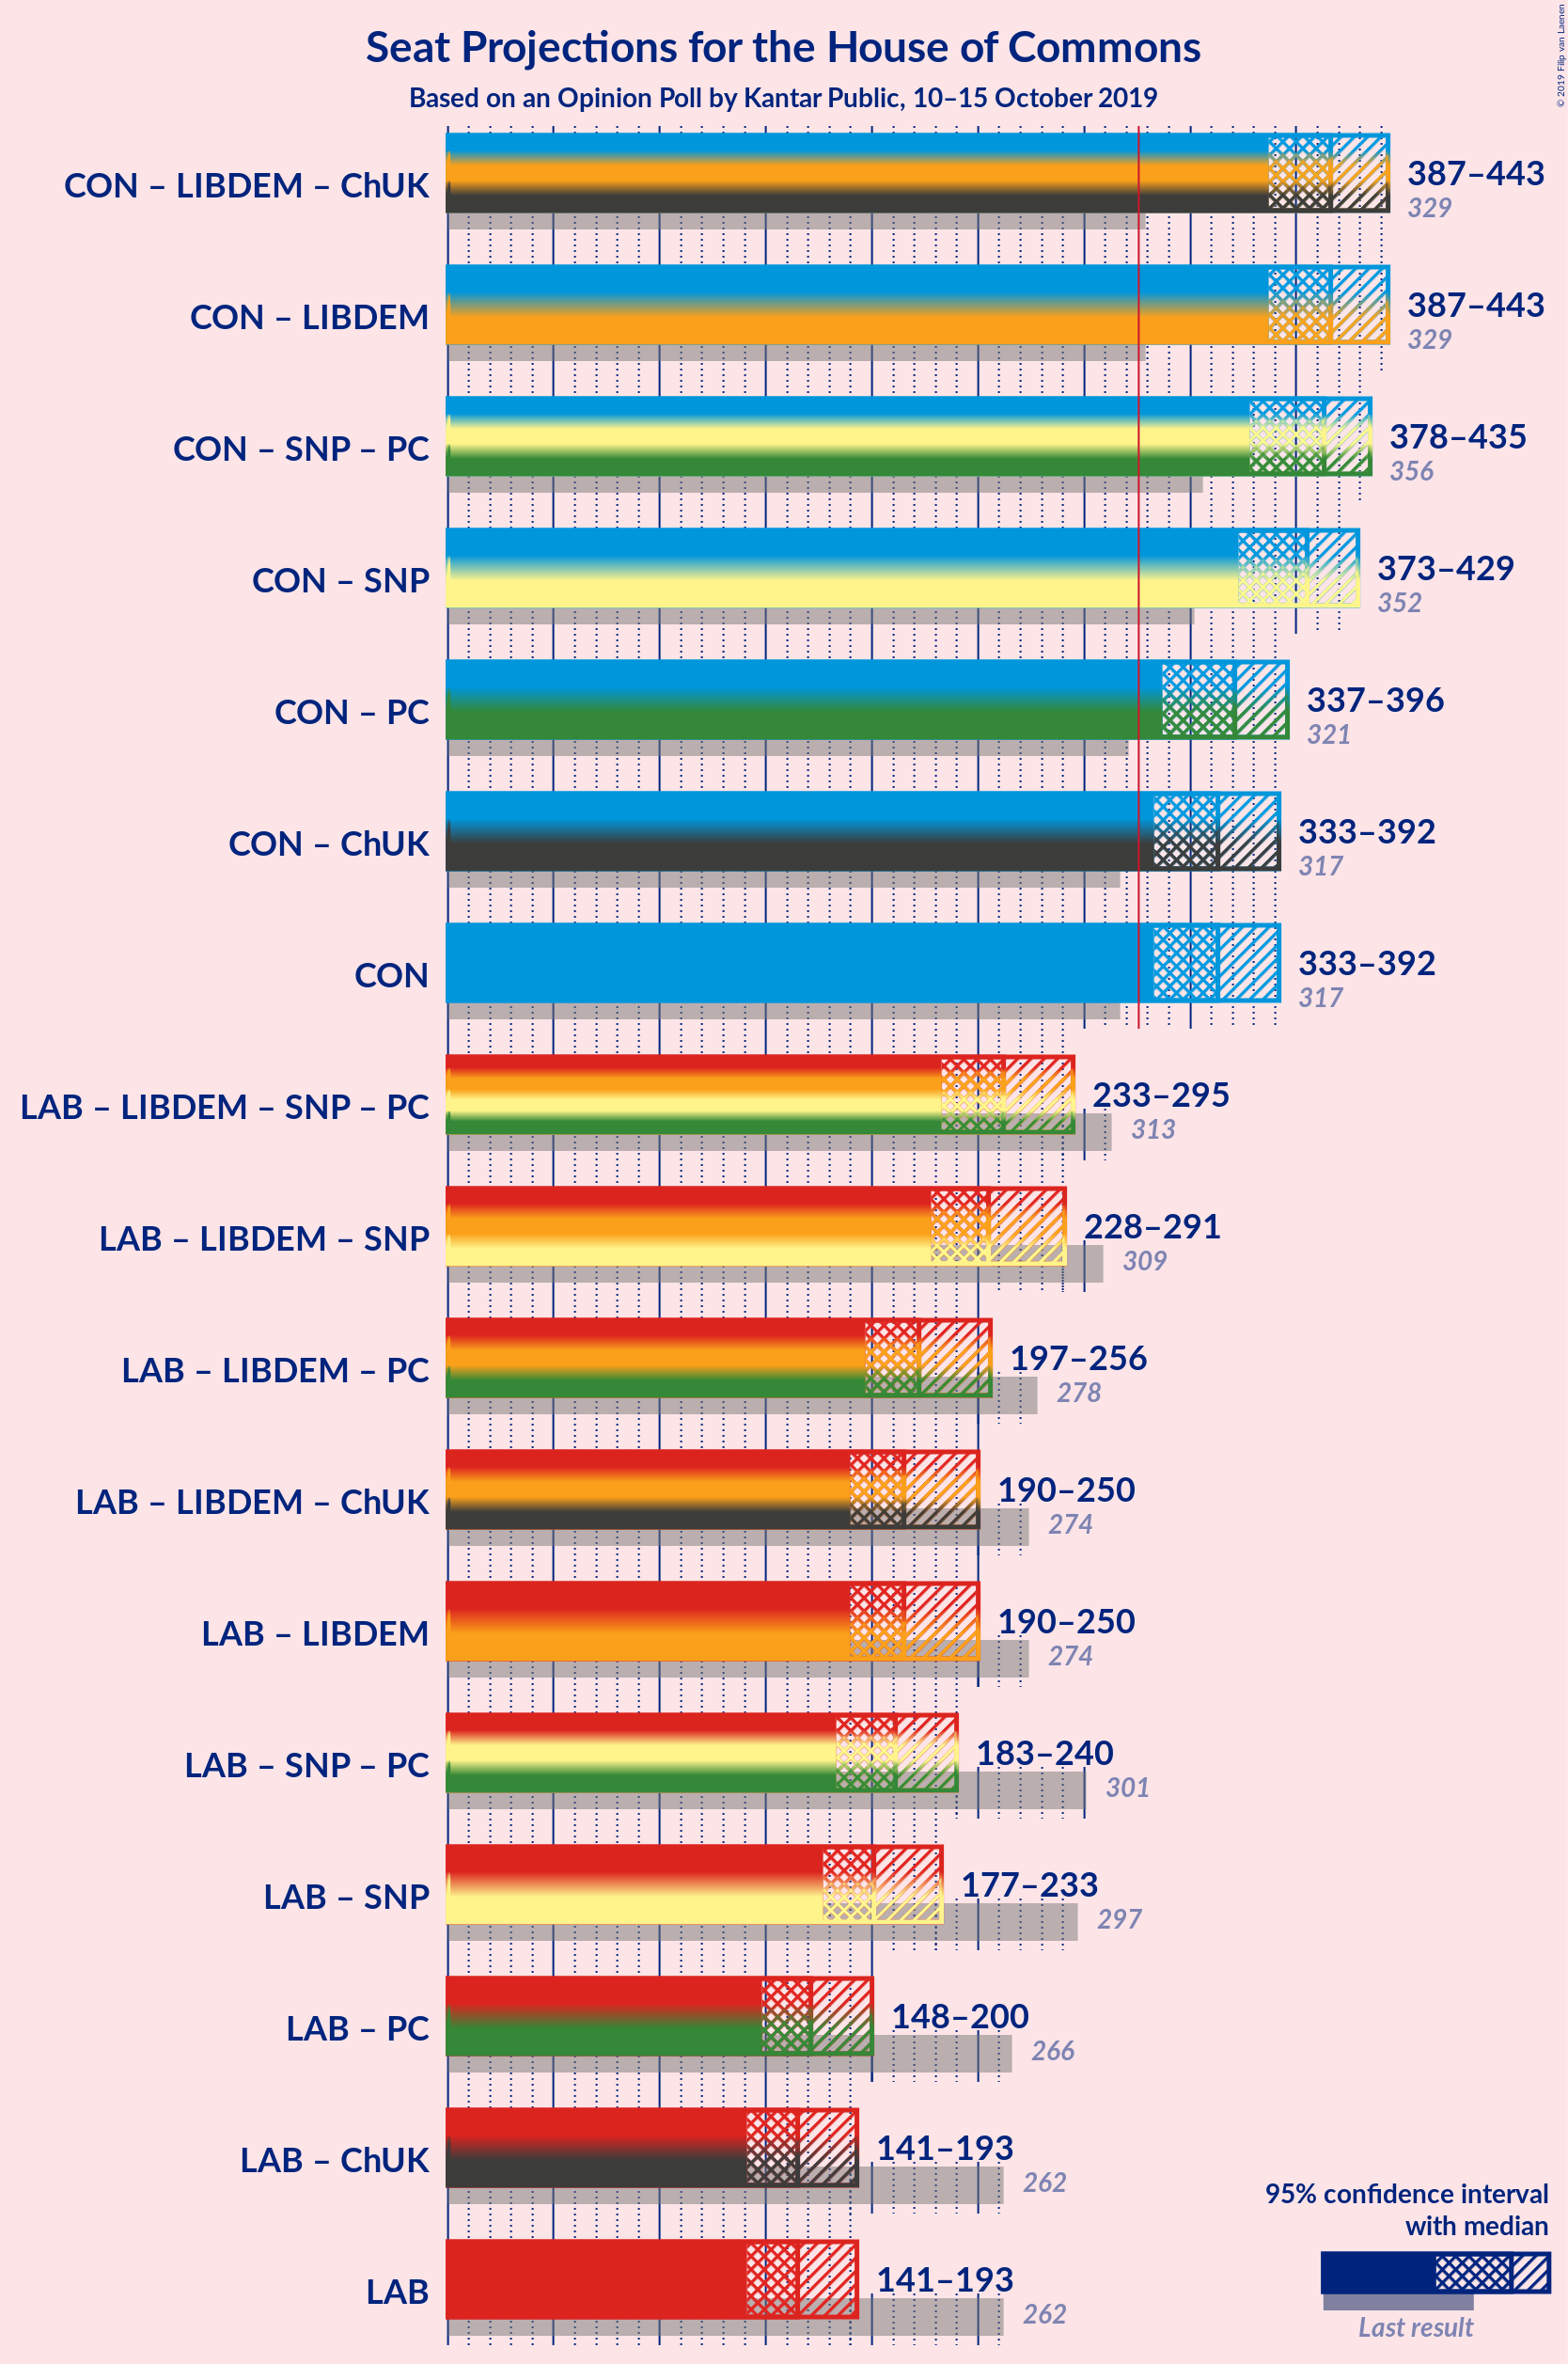 Seat Projections for the House of Commons
Based on an Opinion Poll by Kantar Public, 10–15 October 2019
© 2019 Filip van Laenen
CON – LIBDEM – ChUK
387–443
329
CON – LIBDEM
387–443
329
CON – SNP – PC
378–435
356
CON – SNP
373–429
352
CON – PC
337–396
321
CON – ChUK
333–392
317
CON
333–392
317
LAB – LIBDEM – SNP – PC
233–295
313
LAB – LIBDEM – SNP
228–291
309
LAB – LIBDEM – PC
197–256
278
LAB – LIBDEM – ChUK
190–250
274
LAB – LIBDEM
190–250
274
LAB – SNP – PC
183–240
301
LAB – SNP
177–233
297
LAB – PC
148–200
266
LAB – ChUK
141–193
262
LAB
141–193
262
95% confidence interval
with median
Last result